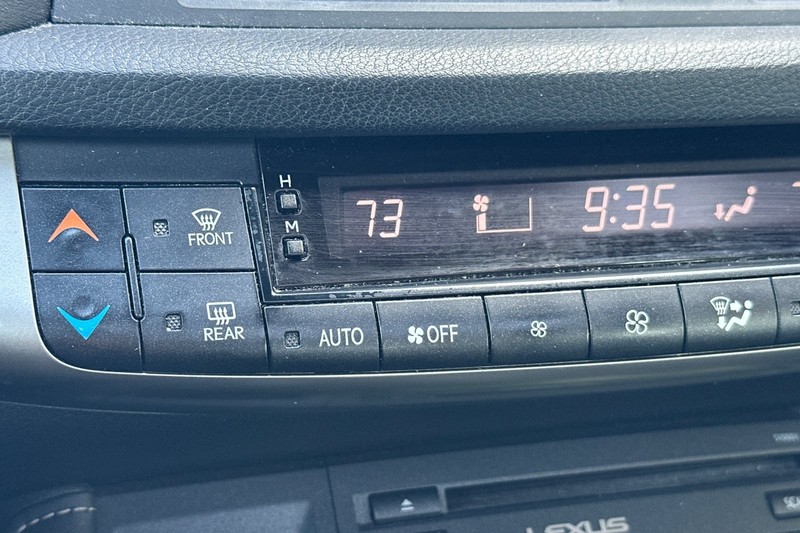 H
M
73
9:35
FRONT
REAR
AUTO
OFF
LEXUS